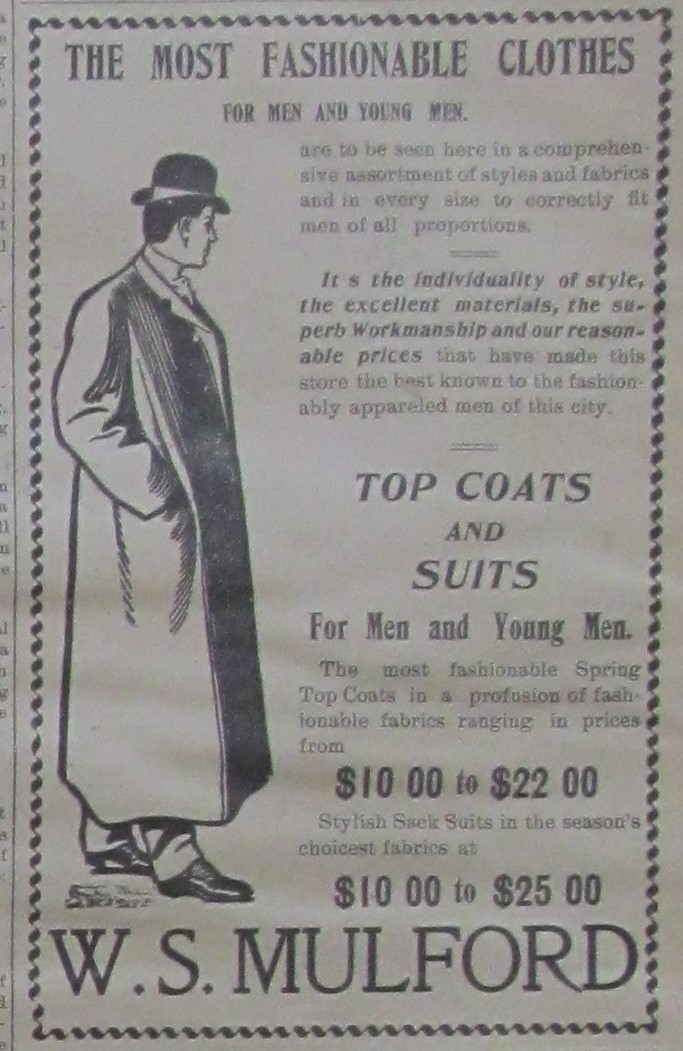 THE MOST FASHIONABLE CLOTHES
FOR MEN AND YOUNG MEN.
are to be seen here in a comprehen-
sive assortment of styles and fabrics
and in every size to correctly fit
men of all proportions.
It s the individuality of style,
the excellent materials, the su-
perb Workmanship and our reason-
able prices that have made this
store the best known to the fashion-
ably appareled men of this city.
TOP COATS
AND
SUITS
For Men and Young Men.
The most fashionable Spring
Top Coats in a profusion of fash-
ionable fabrics ranging in prices
from
$10 00 to $22 00
Stylish Sack Suits in the season's
choicest fabrics at
$10 00 to $25 00
W. S. MULFORD